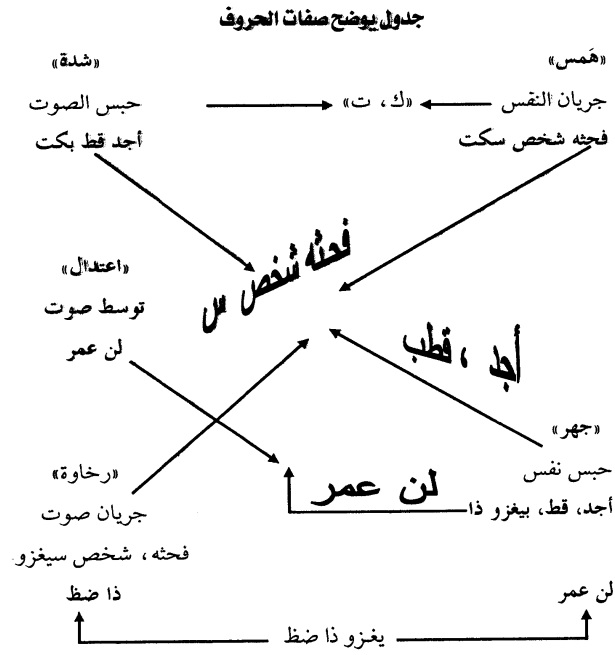 جدول يوضح صفات الحروف
«هَمس»
جريان النقس
فحثه شخص سكت
«ك، ت»
«شدة»
حبس الصوت
أجد قط بكت
فحثه شخص س
أجد ، قطب
«اعتدال»
توسط صوت
لن عمر
«جهر»
حبس نفس
أجد، قط، بيغزو ذا
لن عمر
لن عمر
«رخاوة»
جريان صوت
فحثه، شخص سيغزو
ذا ضظ
يغزو ذا ضظ